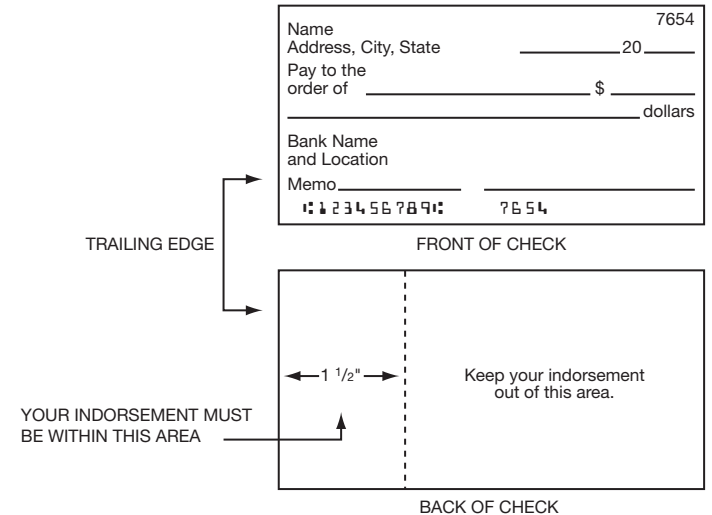 7654
Name
Address, City, State 20
Pay to the
order of $
dollars
Bank Name
and Location
Memo
⑆123456789⑆ 7654
TRAILING EDGE
FRONT OF CHECK
1 1/2"
Keep your indorsement
out of this area.
YOUR INDORSEMENT MUST
BE WITHIN THIS AREA
BACK OF CHECK